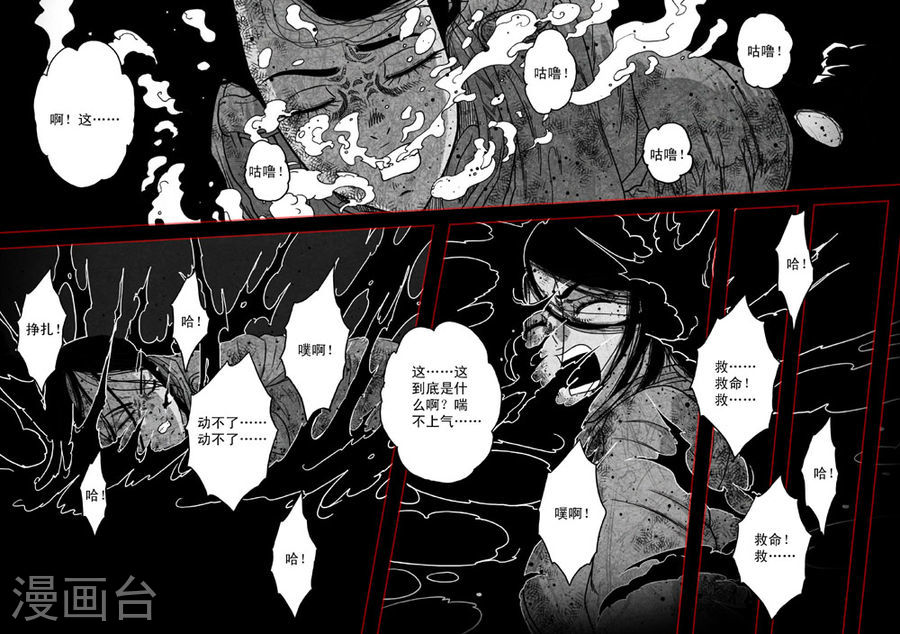 啊！这……
咕噜！
咕噜！
咕噜！
咕噜！
挣扎！
哈！
噗啊！
动不了……
动不了……
哈！
哈！
这……这
到底是什
么啊？喘
不上气……
噗啊！
哈！
救……
救命！
救……
哈！
救命！
救……
漫画台